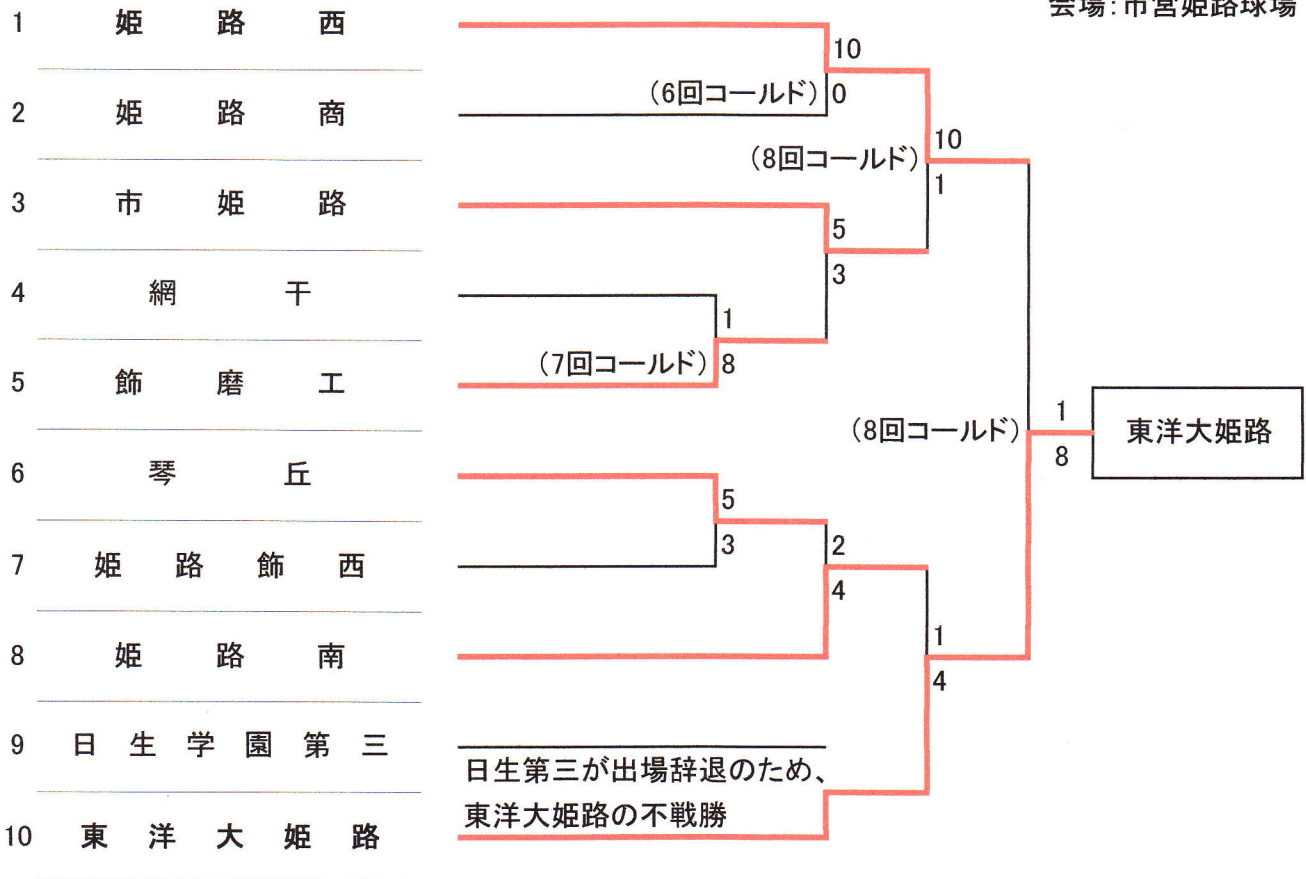 会場:市営姫路球場
1 姫路西
10
(6回コールド) 0
2 姫路商
(8回コールド) 10
1
3 市姫路
5
3
4 網干
1
(7回コールド) 8
5 飾磨工
(8回コールド) 1
8
東洋大姫路
6 琴丘
5
3
7 姫路飾西
2
4
8 姫路南
1
4
9 日生学園第三
日生第三が出場辞退のため、
東洋大姫路の不戦勝
10 東洋大姫路